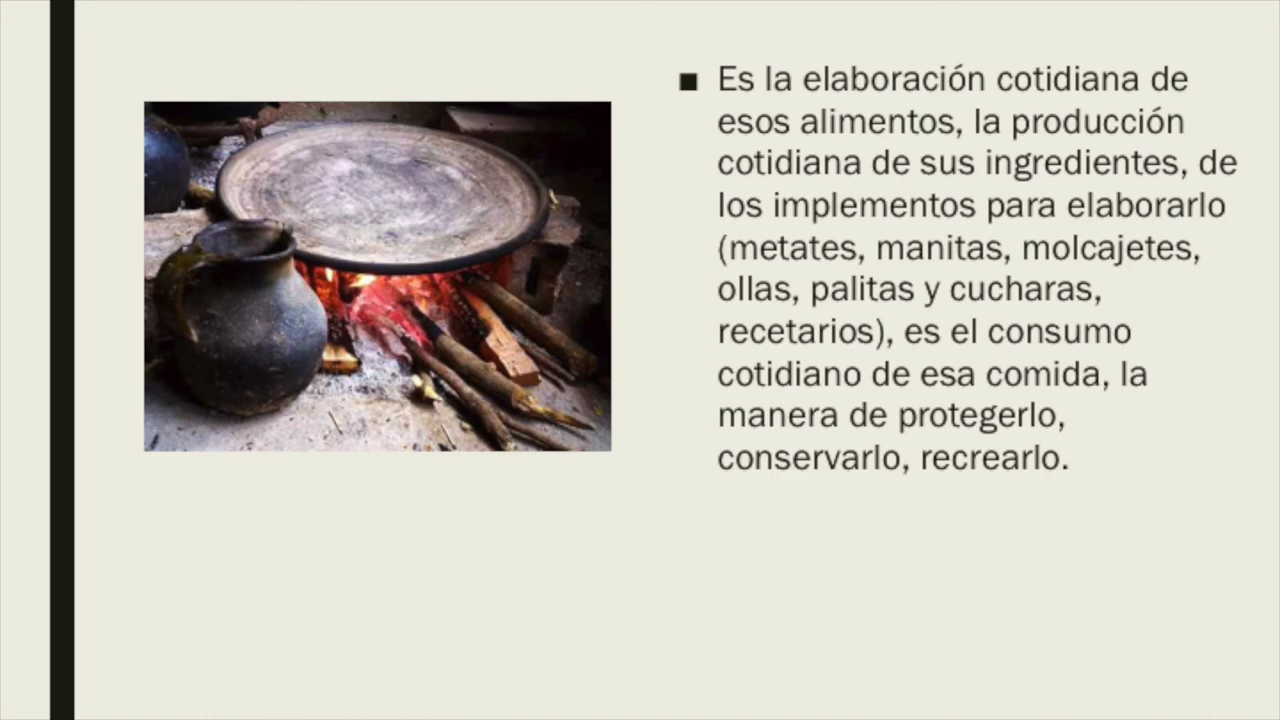 Es la elaboración cotidiana de
esos alimentos, la producción
cotidiana de sus ingredientes, de
los implementos para elaborarlo
(metates, manitas, molcajetes,
ollas, palitas y cucharas,
recetarios), es el consumo
cotidiano de esa comida, la
manera de protegerlo,
conservarlo, recrearlo.